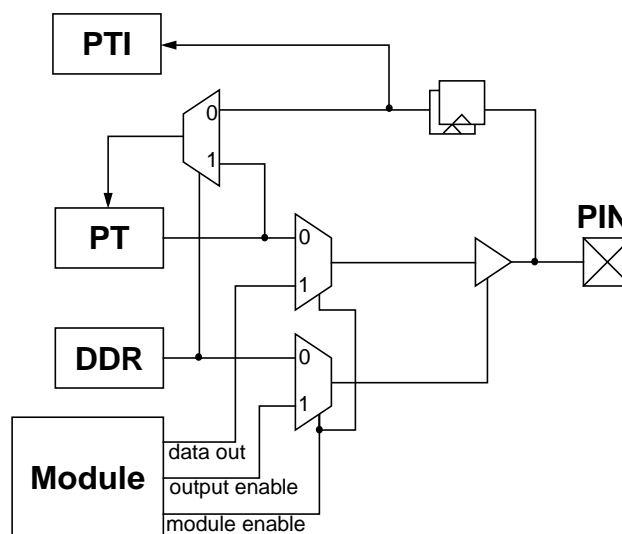 PTI
0
1
PT
PIN
0
1
DDR
0
1
Module
data out
output enable
module enable